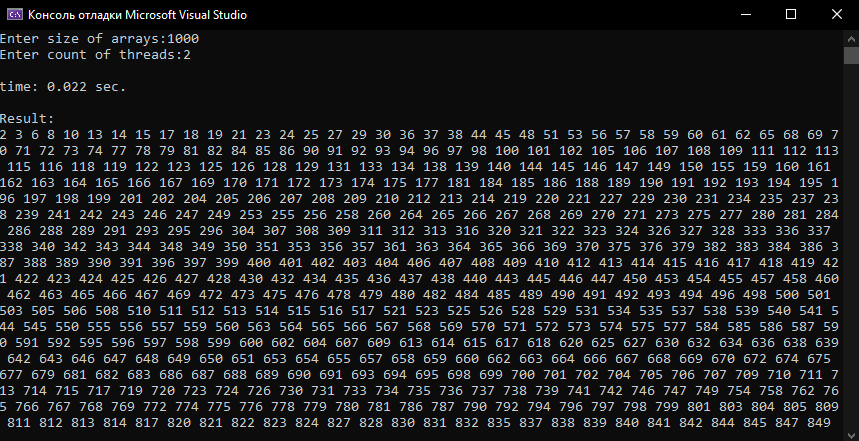 Консоль отладки Microsoft Visual Studio
Enter size of arrays:1000
Enter count of threads:2
time: 0.022 sec.
Result:
2 3 6 8 10 13 14 15 17 18 19 21 23 24 25 27 29 30 36 37 38 44 45 48 51 53 56 57 58 59 60 61 62 65 68 69 7
0 71 72 73 74 77 78 79 81 82 84 85 86 90 91 92 93 94 96 97 98 100 101 102 105 106 107 108 109 111 112 113
115 116 118 119 122 123 125 126 128 129 131 133 134 138 139 140 144 145 146 147 149 150 155 159 160 161
162 163 164 165 166 167 169 170 171 172 173 174 175 177 181 184 185 186 188 189 190 191 192 193 194 195 1
96 197 198 199 201 202 204 205 206 207 208 209 210 212 213 214 219 220 221 227 229 230 231 234 235 237 23
8 239 241 242 243 246 247 249 253 255 256 258 260 264 265 266 267 268 269 270 271 273 275 277 280 281 284
286 288 289 291 293 295 296 304 307 308 309 311 312 313 316 320 321 322 323 324 326 327 328 333 336 337
338 340 342 343 344 348 349 350 351 353 356 357 361 363 364 365 366 369 370 375 376 379 382 383 384 386 3
87 388 389 390 391 396 397 399 400 401 402 403 404 406 407 408 409 410 412 413 414 415 416 417 418 419 42
1 422 423 424 425 426 427 428 430 432 434 435 436 437 438 440 443 445 446 447 450 453 454 455 457 458 460
462 463 465 466 467 469 472 473 475 476 478 479 480 482 484 485 489 490 491 492 493 494 496 498 500 501
503 505 506 508 510 511 512 513 514 515 516 517 521 523 525 526 528 529 531 534 535 537 538 539 540 541 5
44 545 550 555 556 557 559 560 563 564 565 566 567 568 569 570 571 572 573 574 575 577 584 585 586 587 59
0 591 592 595 596 597 598 599 600 602 604 607 609 613 614 615 617 618 620 625 627 630 632 634 636 638 639
642 643 646 647 648 649 650 651 653 654 655 657 658 659 660 662 663 664 666 667 668 669 670 672 674 675
677 679 681 682 683 686 687 688 689 690 691 693 694 695 698 699 700 701 702 704 705 706 707 709 710 711 7
13 714 715 717 719 720 723 724 726 730 731 733 734 735 736 737 738 739 741 742 746 747 749 754 758 762 76
5 766 767 768 769 772 774 775 776 778 779 780 781 786 787 790 792 794 796 797 798 799 801 803 804 805 809
811 812 813 814 817 820 821 822 823 824 827 828 830 831 832 835 837 838 839 840 841 842 844 845 847 849